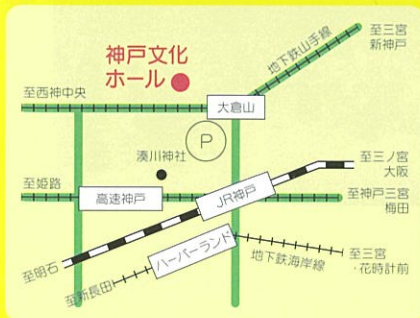 神戸文化
ホール
至三宮
新神戸
地下鉄山手線
至西神中央
大倉山
P
湊川神社
至三ノ宮
大阪
至姫路
高速神戸
JR神戸
至神戸三宮
梅田
ハーバーランド
至明石
至新長田
地下鉄海岸線
至三宮
・花時計前